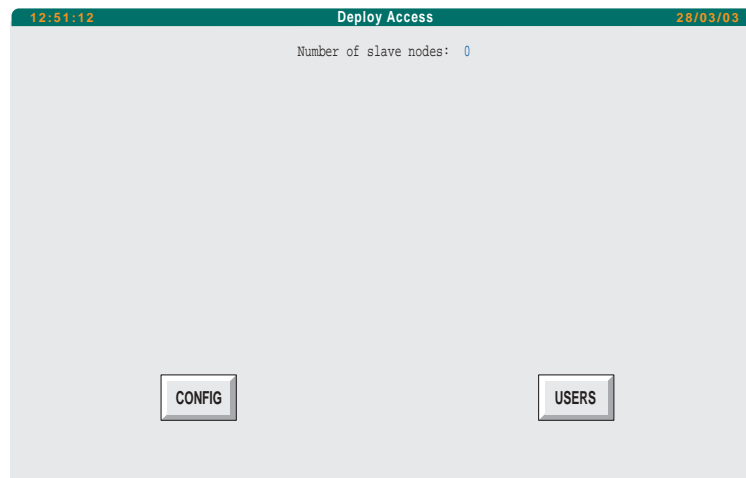 12:51:12 Deploy Access 28/03/03
Number of slave nodes: 0
CONFIG USERS